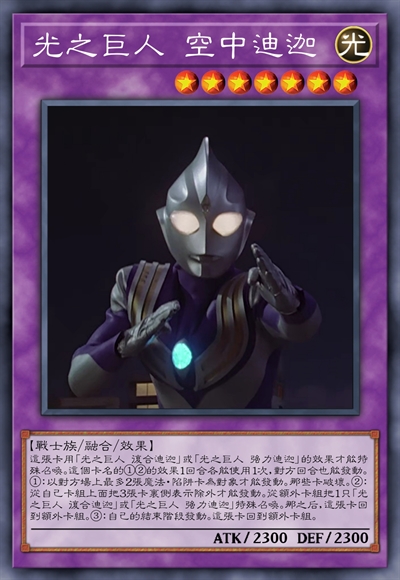 光之巨人 空中迪迦
光
【戰士族/融合/效果】
這張卡用「光之巨人 複合迪迦」或「光之巨人 強力迪迦」的效果才能特
殊召喚。這個卡名的①②的效果1回合各能使用1次,對方回合也能發動。
①:以對方場上最多2張魔法·陷阱卡為對象才能發動。那些卡破壞。②:
從自己卡組上面把3張卡裏側表示除外才能發動。從額外卡組把1只「光
之巨人 複合迪迦」或「光之巨人 強力迪迦」特殊召喚。那之后,這張卡回
到額外卡組。③:自己的結束階段發動。這張卡回到額外卡組。
ATK/2300 DEF/2300